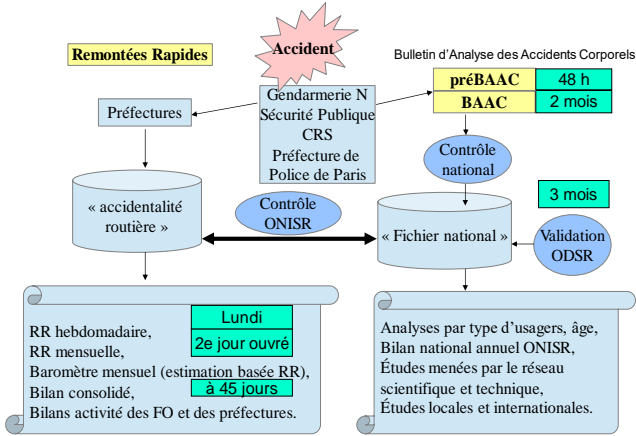 Remontées Rapides
Accident
Bulletin d'Analyse des Accidents Corporels
préBAAC 48 h
BAAC 2 mois
Préfectures
Gendarmerie N
Sécurité Publique
CRS
Préfecture de
Police de Paris
Contrôle
national
« accidentalité
routière »
Contrôle
ONISR
3 mois
« Fichier national »
Validation
ODSR
Lundi
RR hebdomadaire,
2e jour ouvré
RR mensuelle,
Baromètre mensuel (estimation basée RR),
Bilan consolidé, à 45 jours
Bilans activité des FO et des préfectures.
Analyses par type d'usagers, âge,
Bilan national annuel ONISR,
Études menées par le réseau
scientifique et technique,
Études locales et internationales.